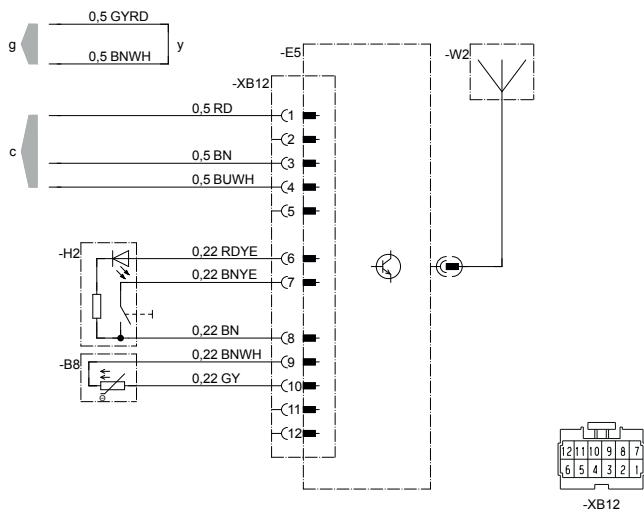 0,5 GYRD
g
y
0,5 BNWH
-E5
-W2
-XB12
0,5 RD
1
2
c
0,5 BN
3
0,5 BUWH
4
5
-H2
0,22 RDYE
6
0,22 BNYE
7
0,22 BN
8
-B8
0,22 BNWH
9
0,22 GY
10
11
12
12 11 10 9 8 7
6 5 4 3 2 1
-XB12